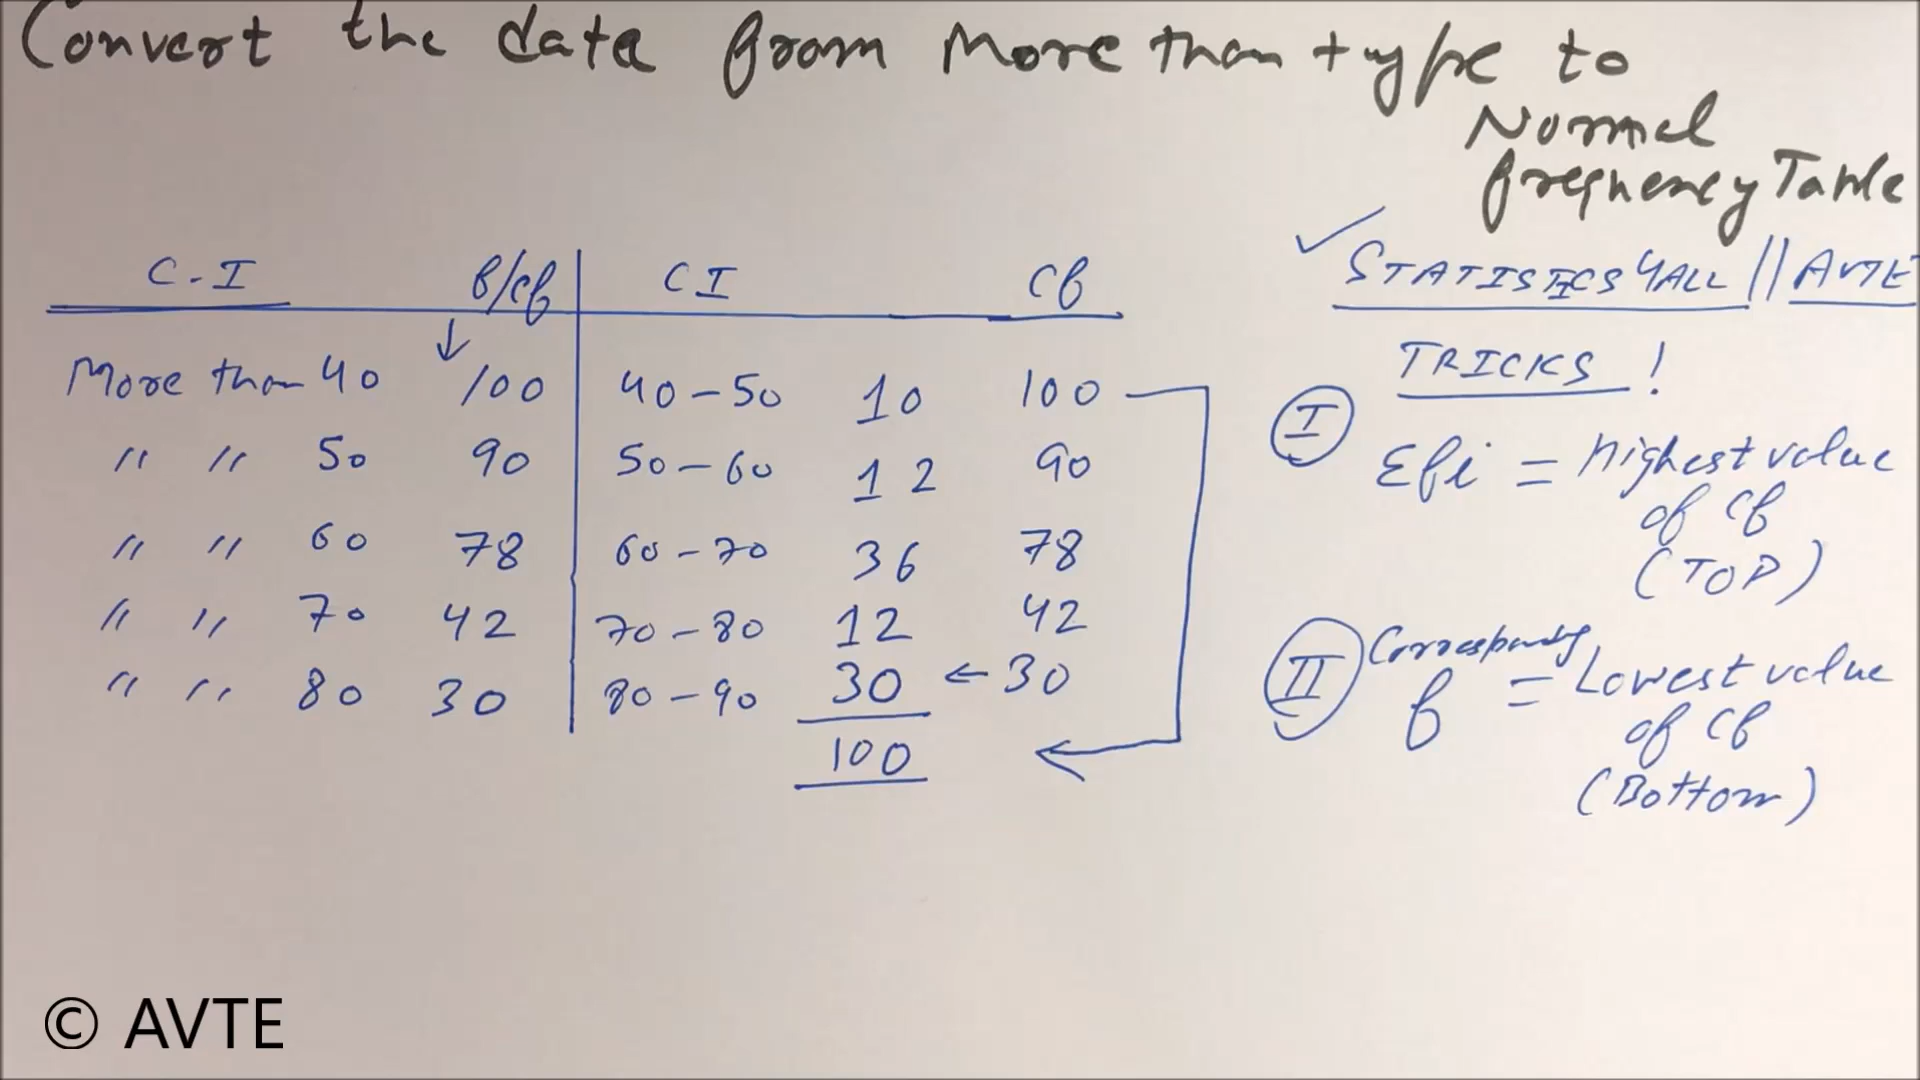 Convert the data from More than type to
Normal
frequency Table
✓ STATISTICS 4ALL // AVTE
C-I f/cf CI Cf
TRICKS !
More than 40 100 40-50 10 100
" " 50 90 50-60 12 90
" " 60 78 60-70 36 78
" " 70 42 70-80 12 42
" " 80 30 80-90 30 ← 30
100
I
Σfi = Highest value
of Cf
(TOP)
II
f = Lowest value
of Cf
(Bottom)
© AVTE